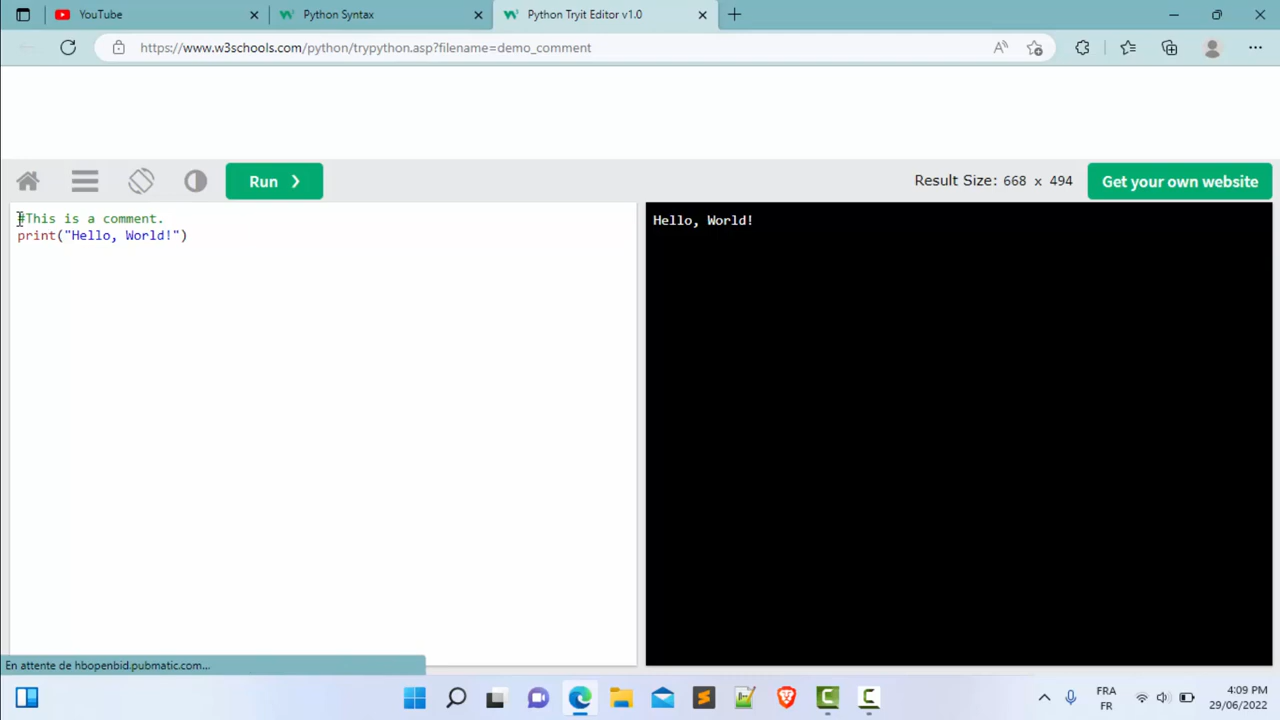 YouTube
Python Syntax
Python Tryit Editor v1.0
https://www.w3schools.com/python/trypython.asp?filename=demo_comment
Run ❯
Result Size: 668 x 494
Get your own website
#This is a comment.
print("Hello, World!")
Hello, World!
En attente de hbopenbid.pubmatic.com...
FRA
FR
4:09 PM
29/06/2022